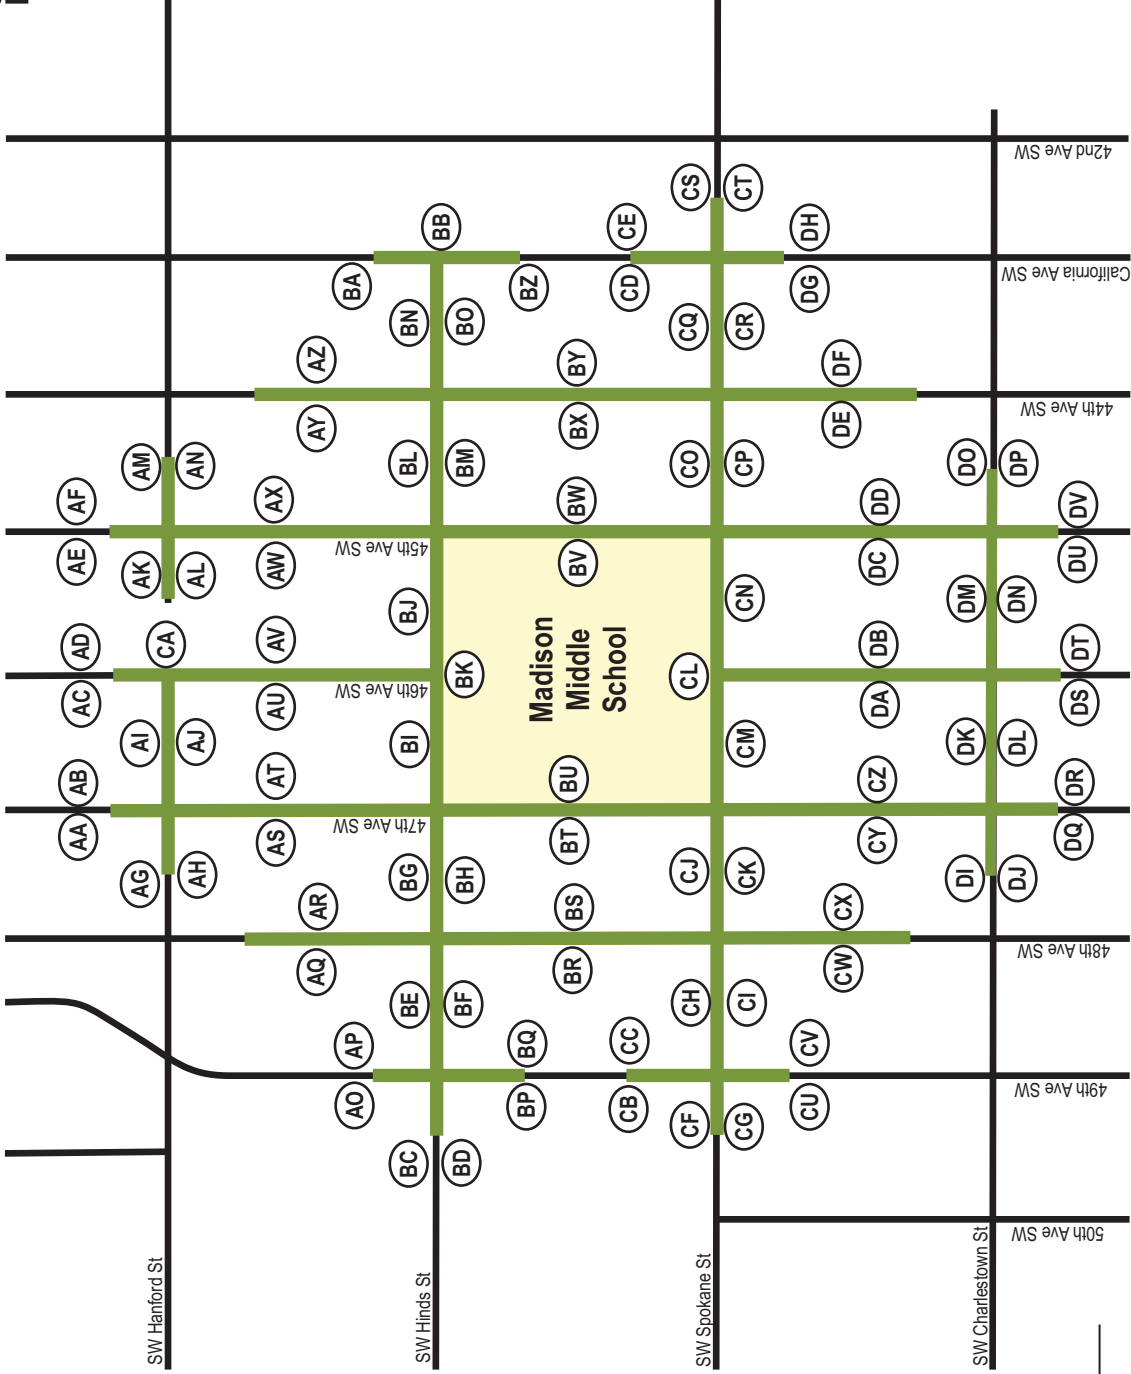 42nd Ave SW
CS
CT
BB
CE
DH
California Ave SW
BA
BZ
CD
DG
BN
BO
CQ
CR
AZ
BY
DF
44th Ave SW
AY
BX
DE
AM
AN
BL
BM
CO
CP
DO
DP
AF
AX
BW
DD
DV
45th Ave SW
AE
AW
BV
DC
DU
AK
AL
BJ
CN
DM
DN
AD
CA
AV
DB
DT
BK
CL
Madison
Middle
School
46th Ave SW
AC
AU
DA
DS
AI
AJ
BI
CM
DK
DL
AB
AT
BU
CZ
DR
47th Ave SW
AA
AS
BT
CY
DQ
AG
AH
BG
BH
CJ
CK
DI
DJ
AR
BS
CX
48th Ave SW
AQ
BR
CW
BE
BF
CH
CI
AP
BQ
CC
CV
49th Ave SW
AO
BP
CB
CU
CF
CG
BC
BD
50th Ave SW
SW Hanford St
SW Hinds St
SW Spokane St
SW Charlestown St